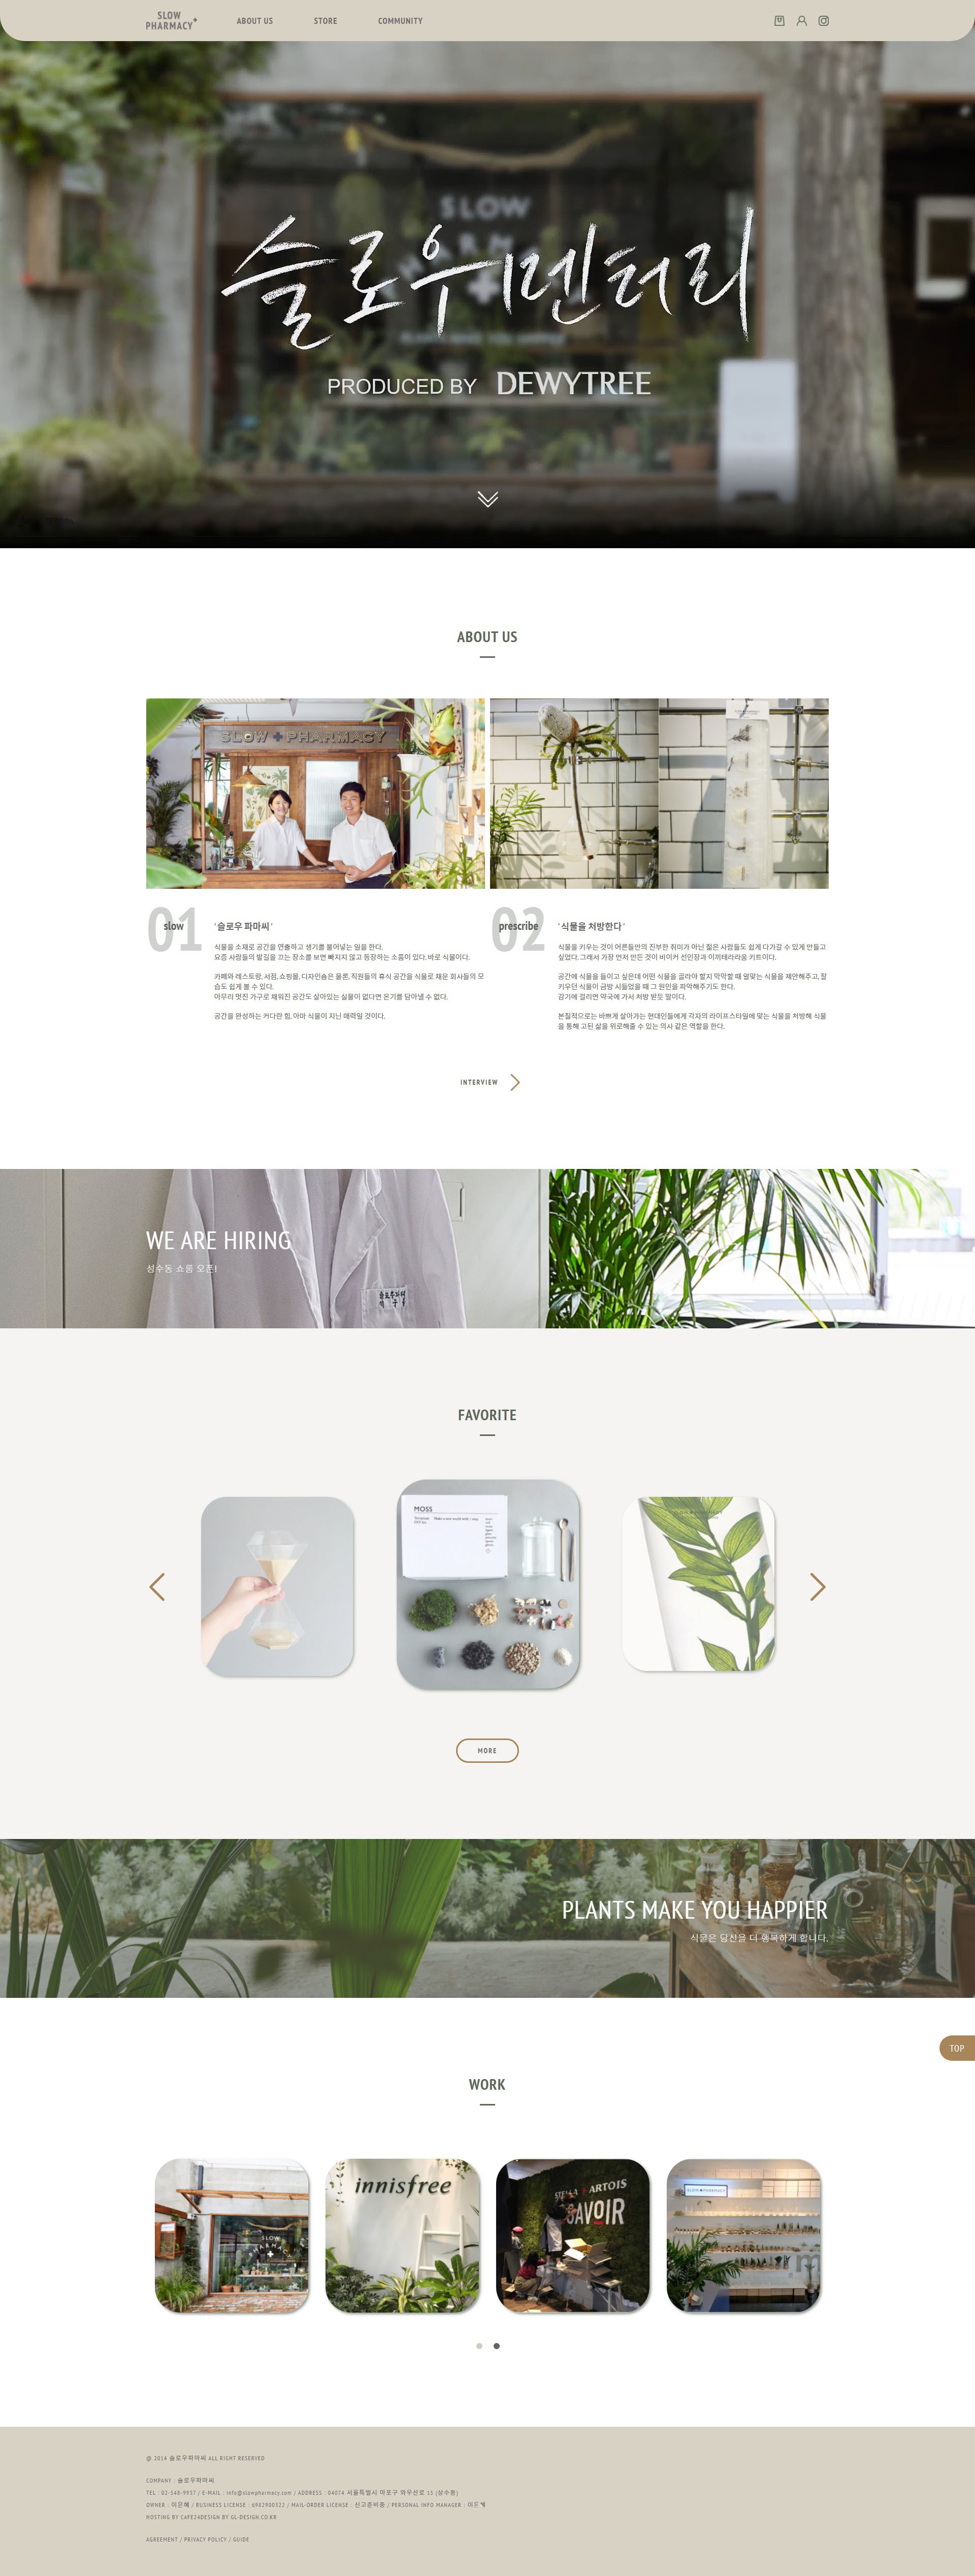 SLOW
PHARMACY
ABOUT US
STORE
COMMUNITY
SLOW
슬로우멘터리
PRODUCED BY DEWYTREE
ABOUT US
SLOW PHARMACY
01
slow
'슬로우 파마씨'
식물을 소재로 공간을 연출하고 생기를 불어넣는 일을 한다.
요즘 사람들의 발길을 끄는 장소를 보면 빠지지 않고 등장하는 소품이 있다. 바로 식물이다.
카페와 레스토랑, 서점, 쇼핑몰, 디자인숍은 물론, 직원들의 휴식 공간을 식물로 채운 회사들의 모
습도 쉽게 볼 수 있다.
아무리 멋진 가구로 채워진 공간도 살아있는 실물이 없다면 온기를 담아낼 수 없다.
공간을 완성하는 커다란 힘, 아마 식물이 지닌 매력일 것이다.
02
prescribe
'식물을 처방한다'
식물을 키우는 것이 어른들만의 진부한 취미가 아닌 젊은 사람들도 쉽게 다가갈 수 있게 만들고
싶었다. 그래서 가장 먼저 만든 것이 비이커 선인장과 이끼테라리움 키트이다.
공간에 식물을 들이고 싶은데 어떤 식물을 골라야 할지 막막할 때 알맞는 식물을 제안해주고, 잘
키우던 식물이 금방 시들었을 때 그 원인을 파악해주기도 한다.
감기에 걸리면 약국에 가서 처방 받듯 말이다.
본질적으로는 바쁘게 살아가는 현대인들에게 각자의 라이프스타일에 맞는 식물을 처방해 식물
을 통해 고된 삶을 위로해줄 수 있는 의사 같은 역할을 한다.
INTERVIEW
WE ARE HIRING
성수동 쇼룸 오픈!
FAVORITE
MOSS
MORE
PLANTS MAKE YOU HAPPIER
식물은 당신을 더 행복하게 합니다.
TOP
WORK
SLOW
innisfree
STELLA ARTOIS
SAVOIR
SLOW PHARMACY
@ 2014 슬로우파마씨 ALL RIGHT RESERVED
COMPANY : 슬로우파마씨
TEL : 02-548-9937 / E-MAIL : info@slowpharmacy.com / ADDRESS : 04074 서울특별시 마포구 와우산로 15 (상수동)
OWNER : 이은혜 / BUSINESS LICENSE : 6982900322 / MAIL-ORDER LICENSE : 신고준비중 / PERSONAL INFO MANAGER : 이은혜
HOSTING BY CAFE24DESIGN BY GL-DESIGN.CO.KR
AGREEMENT / PRIVACY POLICY / GUIDE